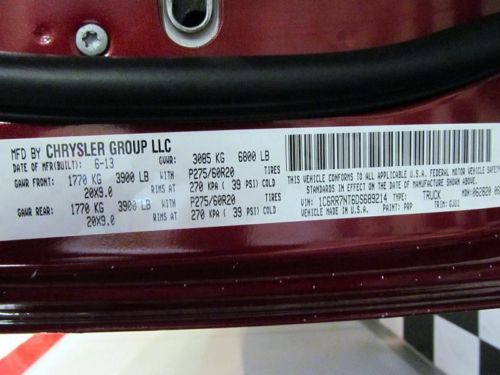 MFD BY CHRYSLER GROUP LLC
DATE OF MFR(BUILT): 6-13 GVWR: 3085 KG 6800 LB
GAWR FRONT: 1770 KG 3900 LB WITH P275/60R20 TIRES
20X9.0 RIMS AT 270 KPA ( 39 PSI) COLD
GAWR REAR: 1770 KG 3900 LB WITH P275/60R20 TIRES
20X9.0 RIMS AT 270 KPA ( 39 PSI) COLD
THIS VEHICLE CONFORMS TO ALL APPLICABLE U.S.A. FEDERAL MOTOR VEHICLE SAFETY
STANDARDS IN EFFECT ON THE DATE OF MANUFACTURE SHOWN ABOVE.
VIN: 1C6RR7NT6DS689214 TYPE: TRUCK MDH:
VEHICLE MADE IN U.S.A. PAINT: PRP TRIM: